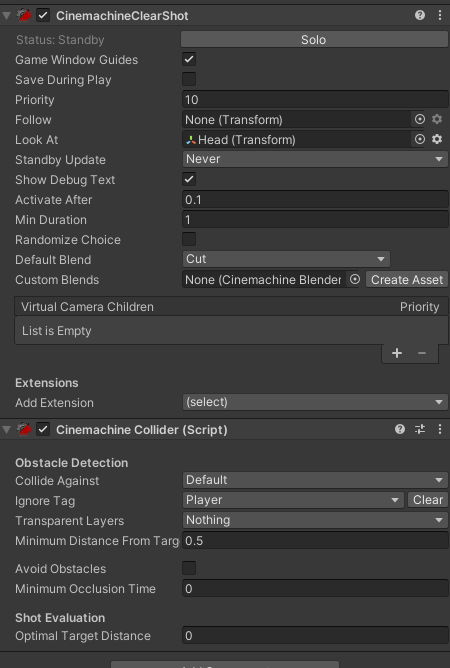 CinemachineClearShot
Status: Standby Solo
Game Window Guides
Save During Play
Priority 10
Follow None (Transform)
Look At Head (Transform)
Standby Update Never
Show Debug Text
Activate After 0.1
Min Duration 1
Randomize Choice
Default Blend Cut
Custom Blends None (Cinemachine Blender Create Asset
Virtual Camera Children Priority
List is Empty
Extensions
Add Extension (select)
Cinemachine Collider (Script)
Obstacle Detection
Collide Against Default
Ignore Tag Player Clear
Transparent Layers Nothing
Minimum Distance From Targ 0.5
Avoid Obstacles
Minimum Occlusion Time 0
Shot Evaluation
Optimal Target Distance 0